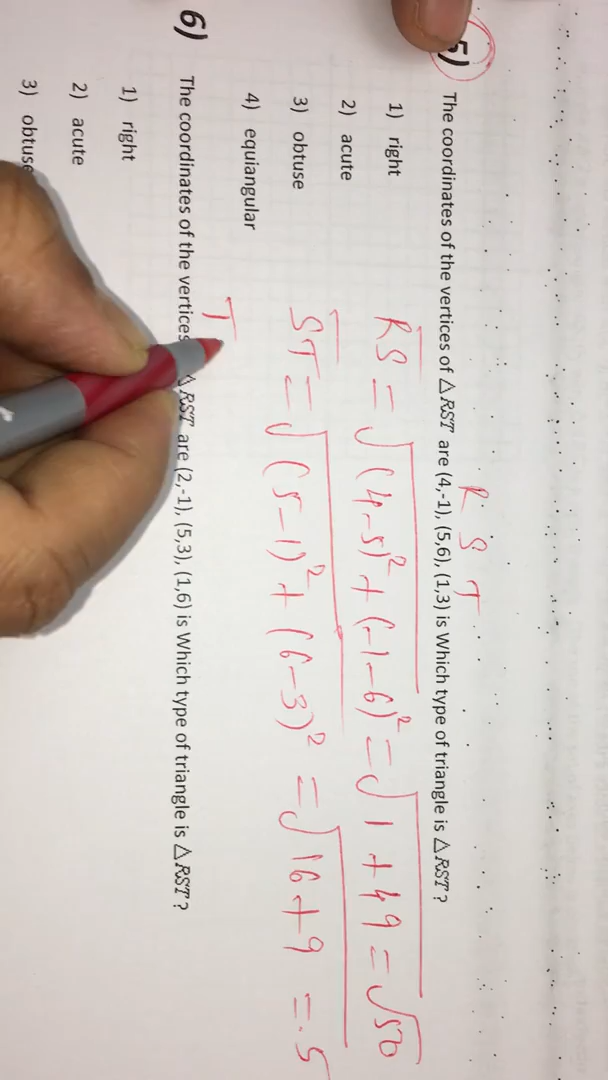 R S T
5) The coordinates of the vertices of △RST are (4,-1), (5,6), (1,3) is Which type of triangle is △RST?
1) right
RS = √(4-5)² + (-1-6)² = √1+49 = √50
2) acute
3) obtuse
ST = √(5-1)² + (6-3)² = √16+9 = 5
4) equiangular
T
6) The coordinates of the vertices △RST are (2,-1), (5,3), (1,6) is Which type of triangle is △RST?
1) right
2) acute
3) obtuse